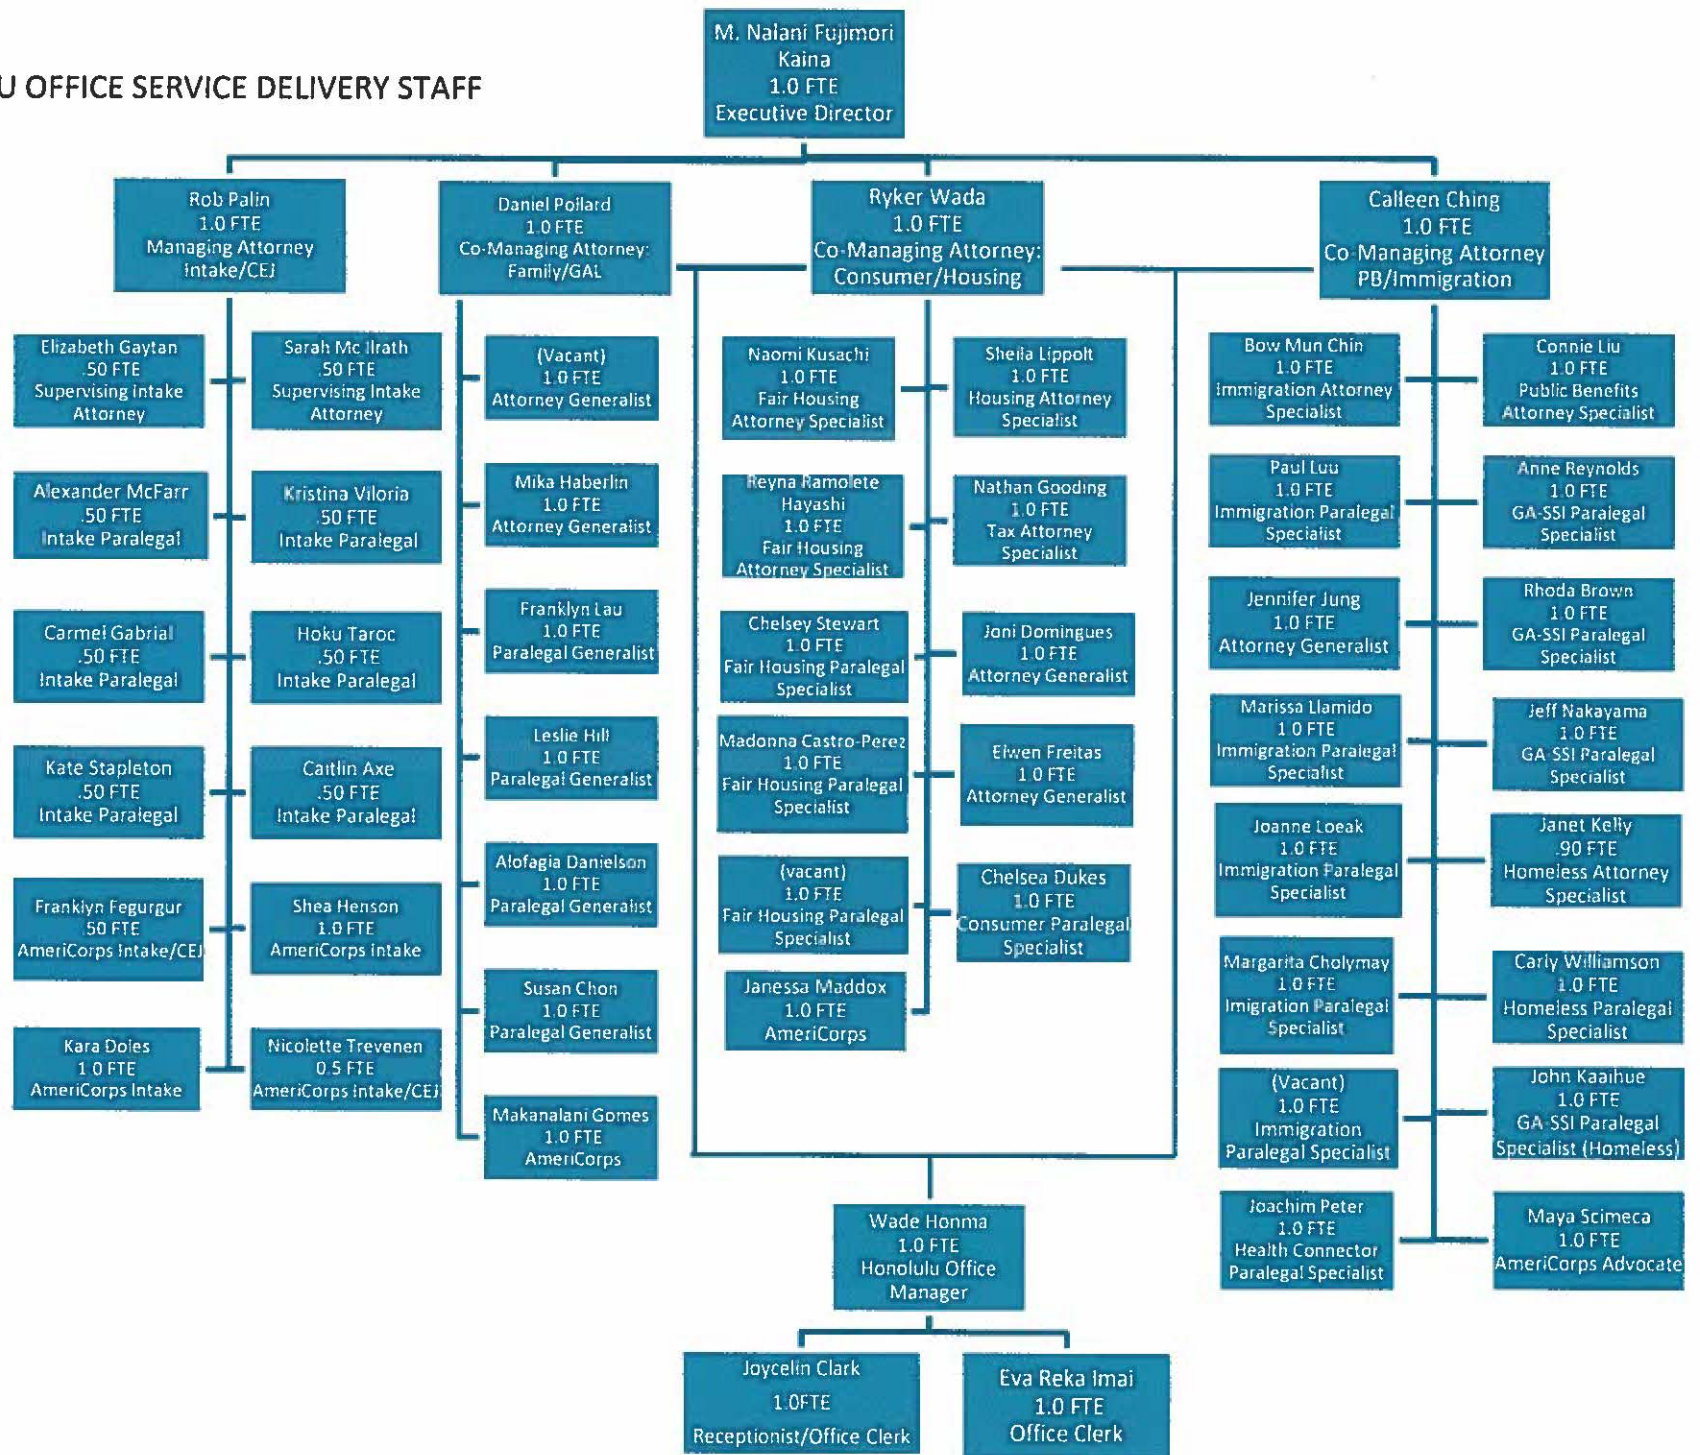 M. Nalani Fujimori
Kaina
1.0 FTE
Executive Director
U OFFICE SERVICE DELIVERY STAFF
Rob Palin
1.0 FTE
Managing Attorney
Intake/CEJ
Daniel Pollard
1.0 FTE
Co-Managing Attorney:
Family/GAL
Ryker Wada
1.0 FTE
Co-Managing Attorney:
Consumer/Housing
Calleen Ching
1.0 FTE
Co-Managing Attorney
PB/Immigration
Elizabeth Gaytan
.50 FTE
Supervising Intake
Attorney
Sarah Mc Ilrath
.50 FTE
Supervising Intake
Attorney
Alexander McFarr
.50 FTE
Intake Paralegal
Kristina Viloria
.50 FTE
Intake Paralegal
Carmel Gabrial
.50 FTE
Intake Paralegal
Hoku Taroc
.50 FTE
Intake Paralegal
Kate Stapleton
.50 FTE
Intake Paralegal
Caitlin Axe
.50 FTE
Intake Paralegal
Franklyn Fegurgur
.50 FTE
AmeriCorps Intake/CEJ
Shea Henson
1.0 FTE
AmeriCorps Intake
Kara Doles
1.0 FTE
AmeriCorps Intake
Nicolette Trevenen
0.5 FTE
AmeriCorps Intake/CEJ
(Vacant)
1.0 FTE
Attorney Generalist
Mika Haberlin
1.0 FTE
Attorney Generalist
Franklyn Lau
1.0 FTE
Paralegal Generalist
Leslie Hill
1.0 FTE
Paralegal Generalist
Alofagia Danielson
1.0 FTE
Paralegal Generalist
Susan Chon
1.0 FTE
Paralegal Generalist
Makanalani Gomes
1.0 FTE
AmeriCorps
Naomi Kusachi
1.0 FTE
Fair Housing
Attorney Specialist
Sheila Lippolt
1.0 FTE
Housing Attorney
Specialist
Reyna Ramolete
Hayashi
1.0 FTE
Fair Housing
Attorney Specialist
Nathan Gooding
1.0 FTE
Tax Attorney
Specialist
Chelsey Stewart
1.0 FTE
Fair Housing Paralegal
Specialist
Joni Domingues
1.0 FTE
Attorney Generalist
Madonna Castro-Perez
1.0 FTE
Fair Housing Paralegal
Specialist
Elwen Freitas
1.0 FTE
Attorney Generalist
(vacant)
1.0 FTE
Fair Housing Paralegal
Specialist
Chelsea Dukes
1.0 FTE
Consumer Paralegal
Specialist
Janessa Maddox
1.0 FTE
AmeriCorps
Bow Mun Chin
1.0 FTE
Immigration Attorney
Specialist
Connie Liu
1.0 FTE
Public Benefits
Attorney Specialist
Paul Luu
1.0 FTE
Immigration Paralegal
Specialist
Anne Reynolds
1.0 FTE
GA-SSI Paralegal
Specialist
Jennifer Jung
1.0 FTE
Attorney Generalist
Rhoda Brown
1.0 FTE
GA-SSI Paralegal
Specialist
Marissa Llamido
1.0 FTE
Immigration Paralegal
Specialist
Jeff Nakayama
1.0 FTE
GA-SSI Paralegal
Specialist
Joanne Loeak
1.0 FTE
Immigration Paralegal
Specialist
Janet Kelly
.90 FTE
Homeless Attorney
Specialist
Margarita Cholymay
1.0 FTE
Imigration Paralegal
Specialist
Carly Williamson
1.0 FTE
Homeless Paralegal
Specialist
(Vacant)
1.0 FTE
Immigration
Paralegal Specialist
John Kaaihue
1.0 FTE
GA-SSI Paralegal
Specialist (Homeless)
Joachim Peter
1.0 FTE
Health Connector
Paralegal Specialist
Maya Scimeca
1.0 FTE
AmeriCorps Advocate
Wade Honma
1.0 FTE
Honolulu Office
Manager
Joycelin Clark
1.0FTE
Receptionist/Office Clerk
Eva Reka Imai
1.0 FTE
Office Clerk